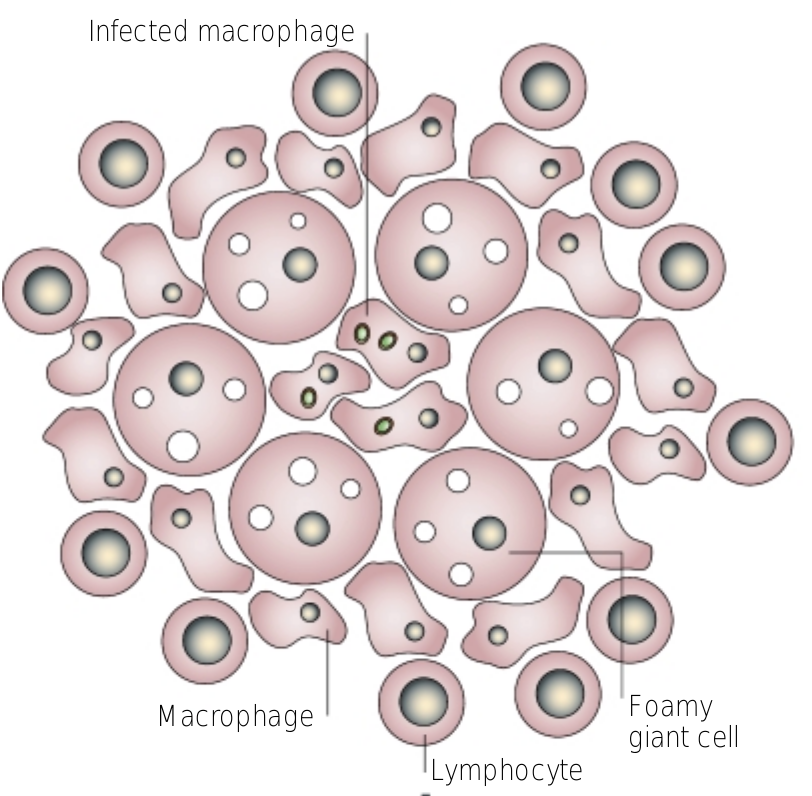 Infected macrophage
Macrophage
Foamy
giant cell
Lymphocyte